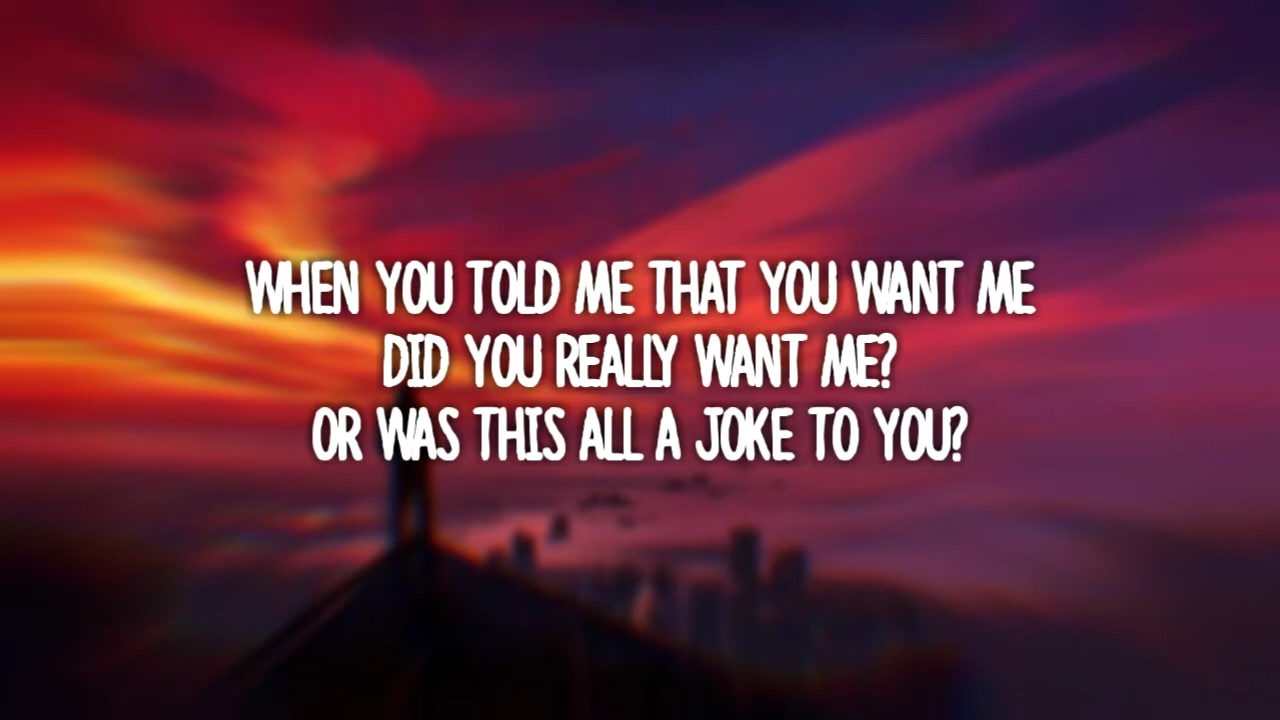 WHEN YOU TOLD ME THAT YOU WANT ME
DID YOU REALLY WANT ME?
OR WAS THIS ALL A JOKE TO YOU?